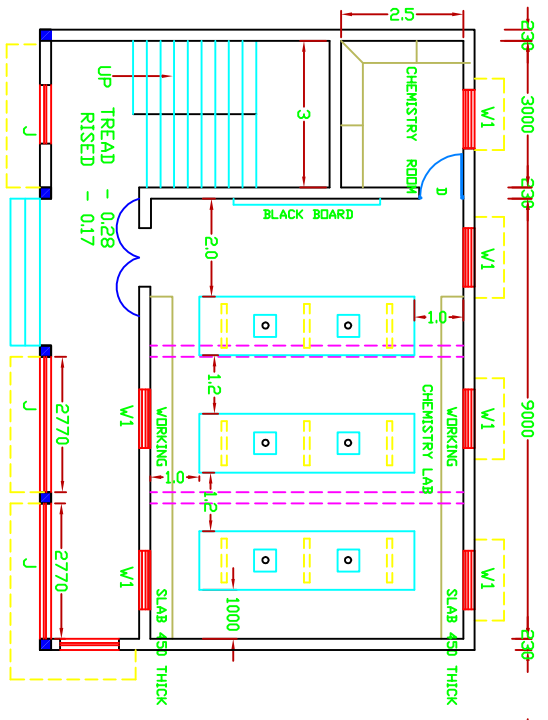 2.5
230
3000
230
9000
230
W1
W1
W1
W1
CHEMISTRY ROOM
D
3
UP
TREAD - 0.28
RISED - 0.17
J
BLACK BOARD
2.0
1.0
1.2
CHEMISTRY LAB
WORKING SLAB 450 THICK
WORKING SLAB 450 THICK
1.0
1.2
1000
W1
W1
2770
2770
J
J